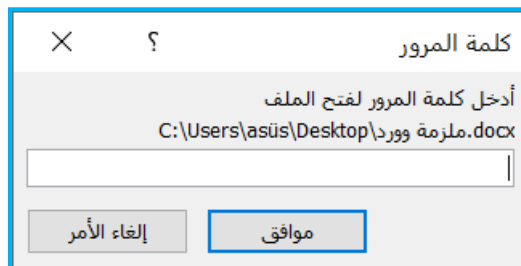 كلمة المرور ؟
أدخل كلمة المرور لفتح الملف
C:\Users\asüs\Desktop\ملزمة وورد.docx
موافق
إلغاء الأمر